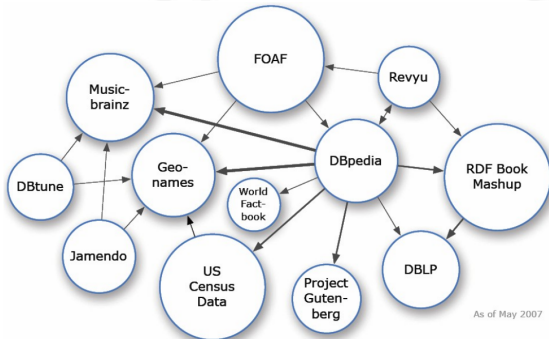 FOAF
Music-
brainz
Revyu
DBpedia
Geo-
names
RDF Book
Mashup
DBtune
World
Fact-
book
Jamendo
US
Census
Data
Project
Guten-
berg
DBLP
As of May 2007